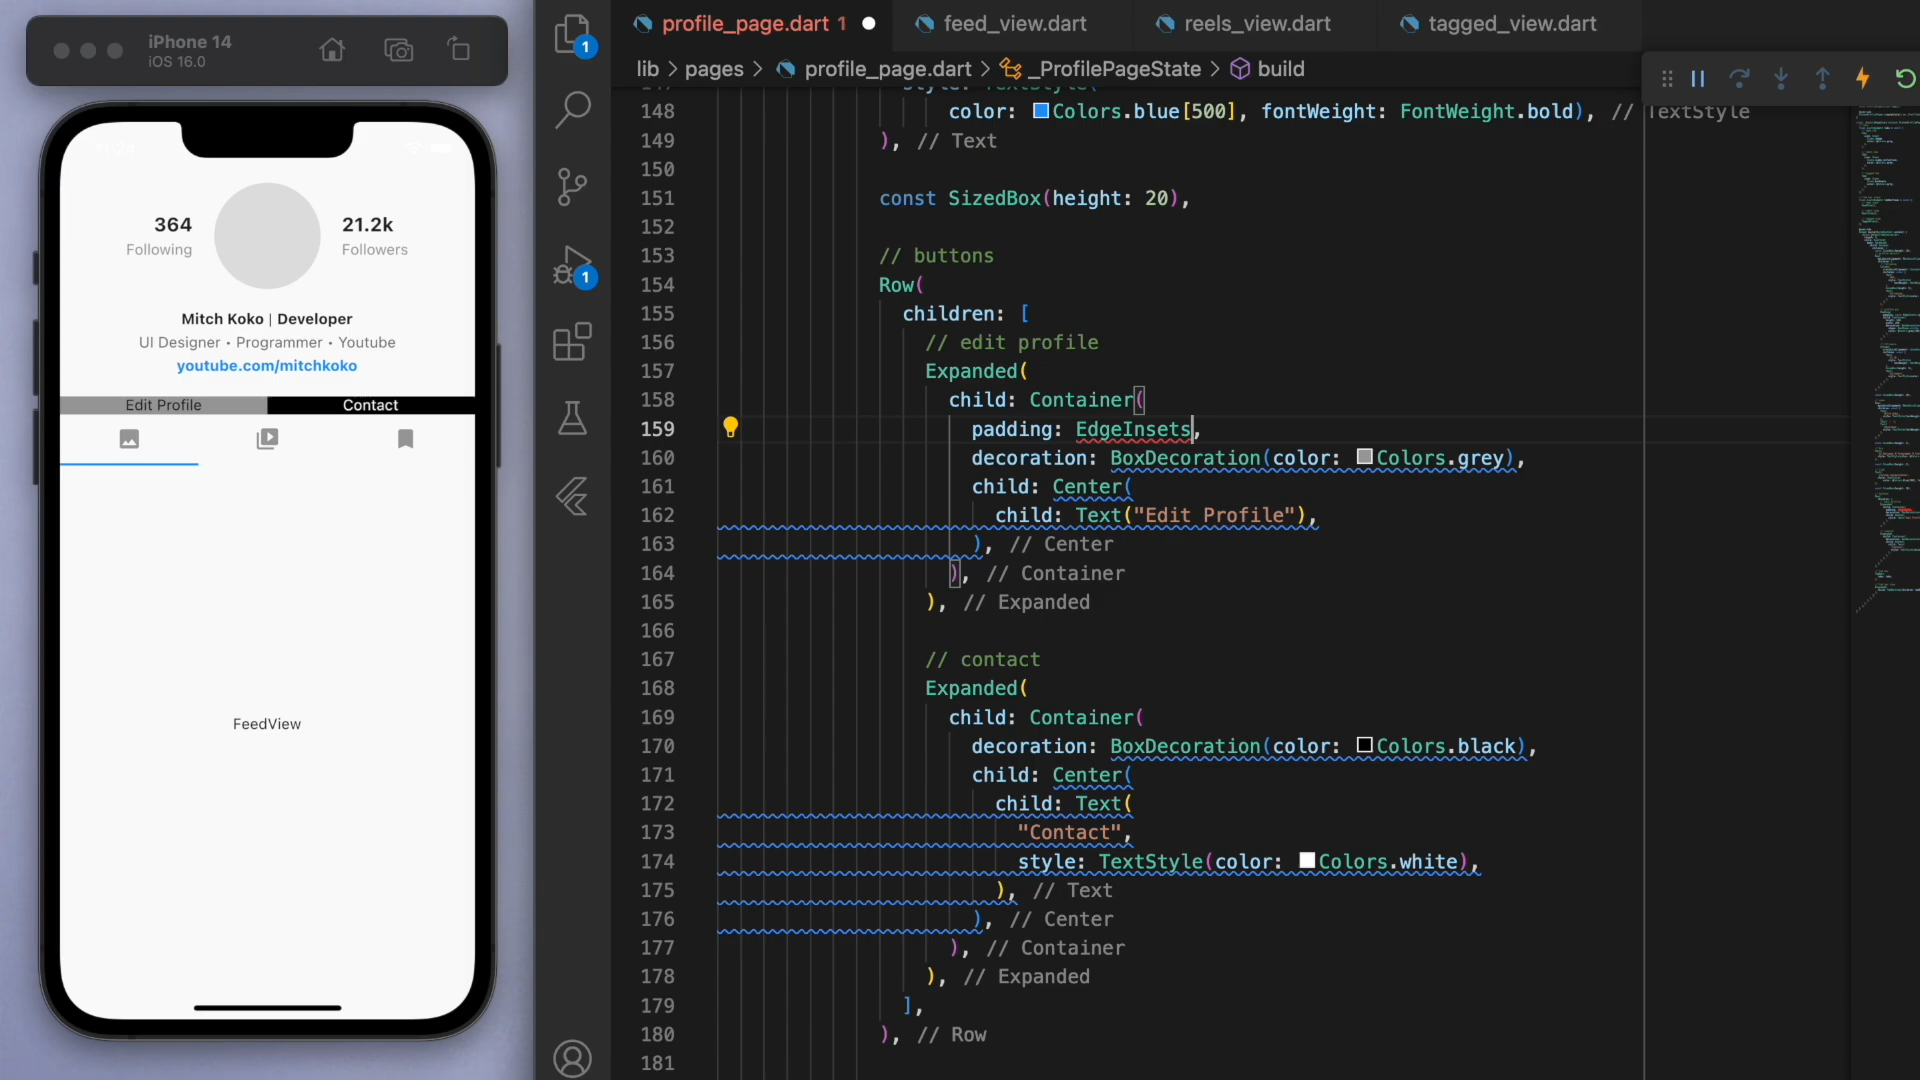 iPhone 14
iOS 16.0
364
Following
21.2k
Followers
Mitch Koko | Developer
UI Designer • Programmer • Youtube
youtube.com/mitchkoko
Edit Profile
Contact
FeedView
1
1
profile_page.dart 1
feed_view.dart
reels_view.dart
tagged_view.dart
lib > pages > profile_page.dart > _ProfilePageState > build
148 color: Colors.blue[500], fontWeight: FontWeight.bold), // TextStyle
149 ), // Text
150
151 const SizedBox(height: 20),
152
153 // buttons
154 Row(
155 children: [
156 // edit profile
157 Expanded(
158 child: Container(
159 padding: EdgeInsets,
160 decoration: BoxDecoration(color: Colors.grey),
161 child: Center(
162 child: Text("Edit Profile"),
163 ), // Center
164 ), // Container
165 ), // Expanded
166
167 // contact
168 Expanded(
169 child: Container(
170 decoration: BoxDecoration(color: Colors.black),
171 child: Center(
172 child: Text(
173 "Contact",
174 style: TextStyle(color: Colors.white),
175 ), // Text
176 ), // Center
177 ), // Container
178 ), // Expanded
179 ],
180 ), // Row
181